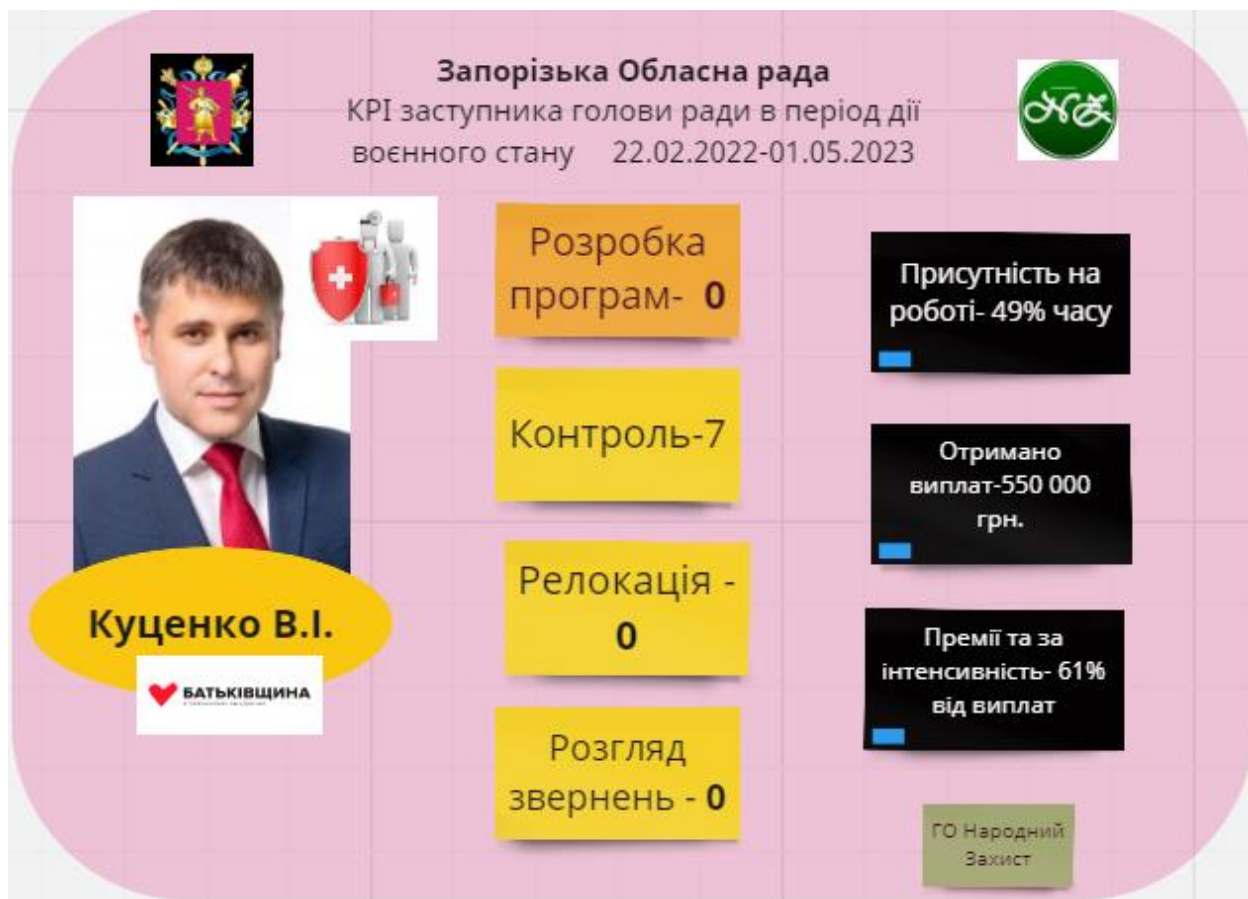 Запорізька Обласна рада
КРІ заступника голови ради в період дії
воєнного стану 22.02.2022-01.05.2023
Розробка
програм- 0
Контроль-7
Релокація -
0
Розгляд
звернень - 0
Присутність на
роботі- 49% часу
Отримано
виплат-550 000
грн.
Премії та за
інтенсивність- 61%
від виплат
Куценко В.І.
БАТЬКІВЩИНА
ГО Народний
Захист